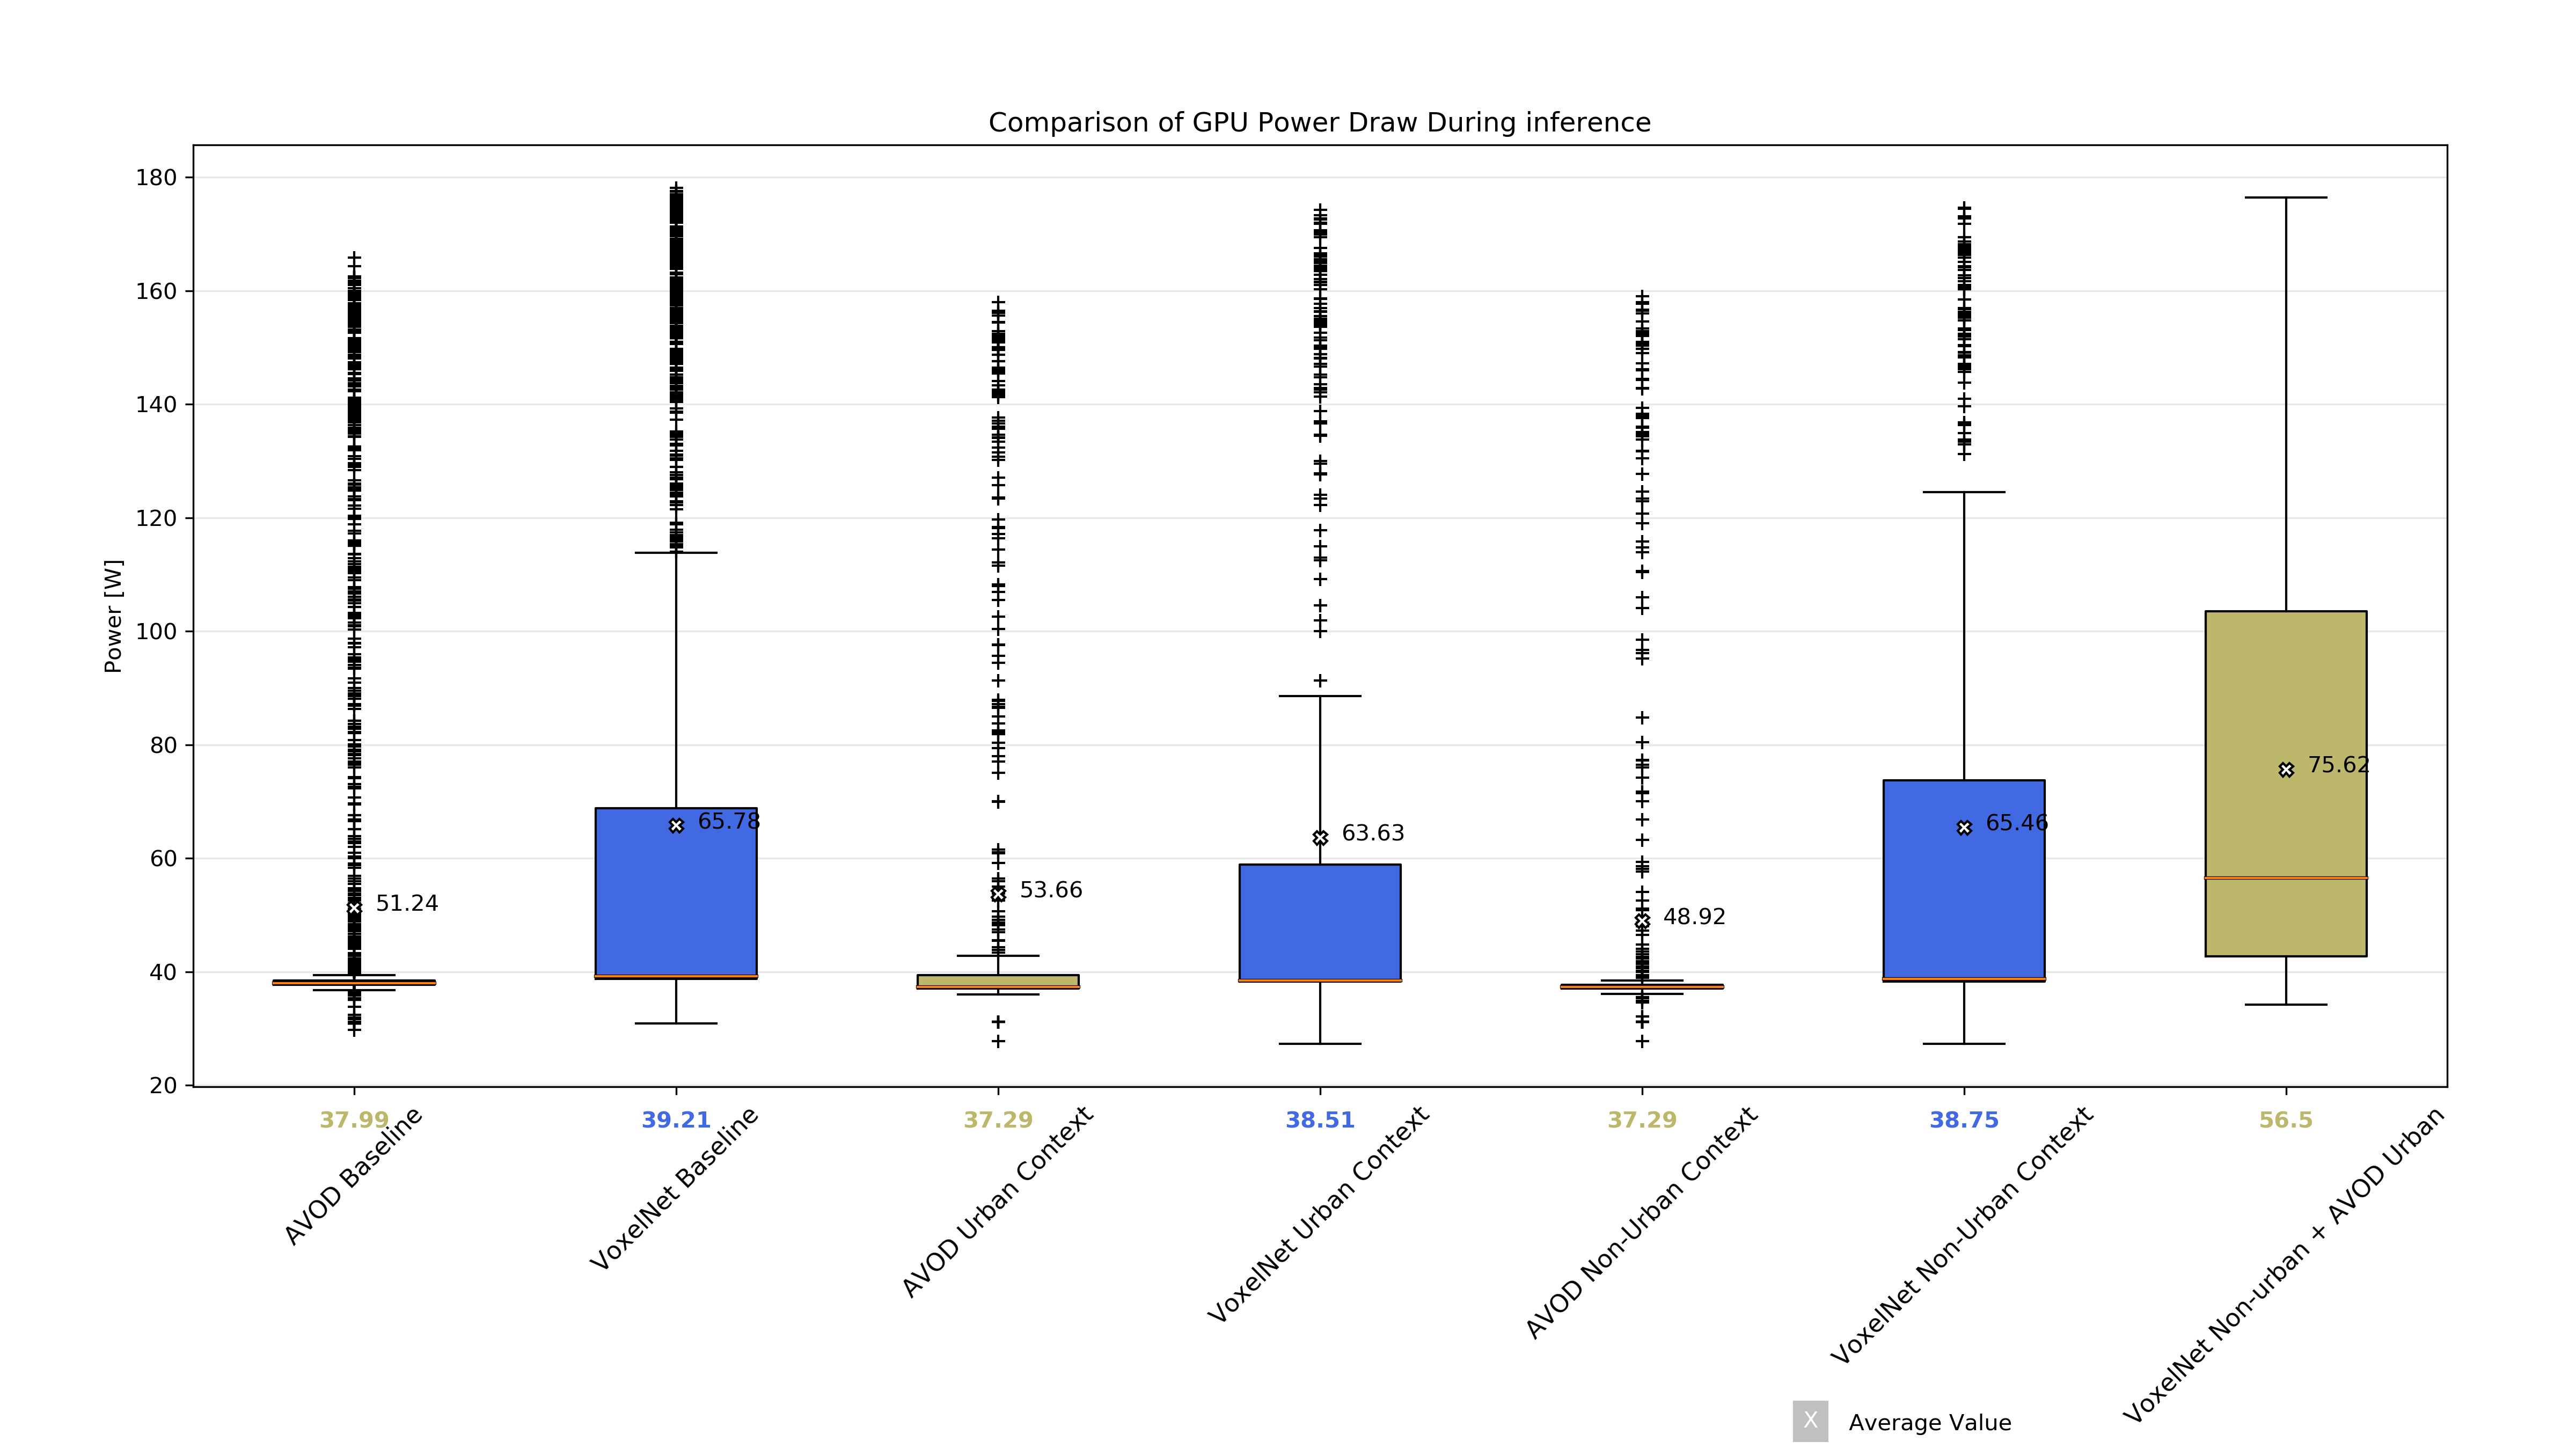 Comparison of GPU Power Draw During inference
Power [W]
180
160
140
120
100
80
60
40
20
51.24
65.78
53.66
63.63
48.92
65.46
75.62
37.99
39.21
37.29
38.51
37.29
38.75
56.5
AVOD Baseline
VoxelNet Baseline
AVOD Urban Context
VoxelNet Urban Context
AVOD Non-Urban Context
VoxelNet Non-Urban Context
VoxelNet Non-urban + AVOD Urban
X Average Value